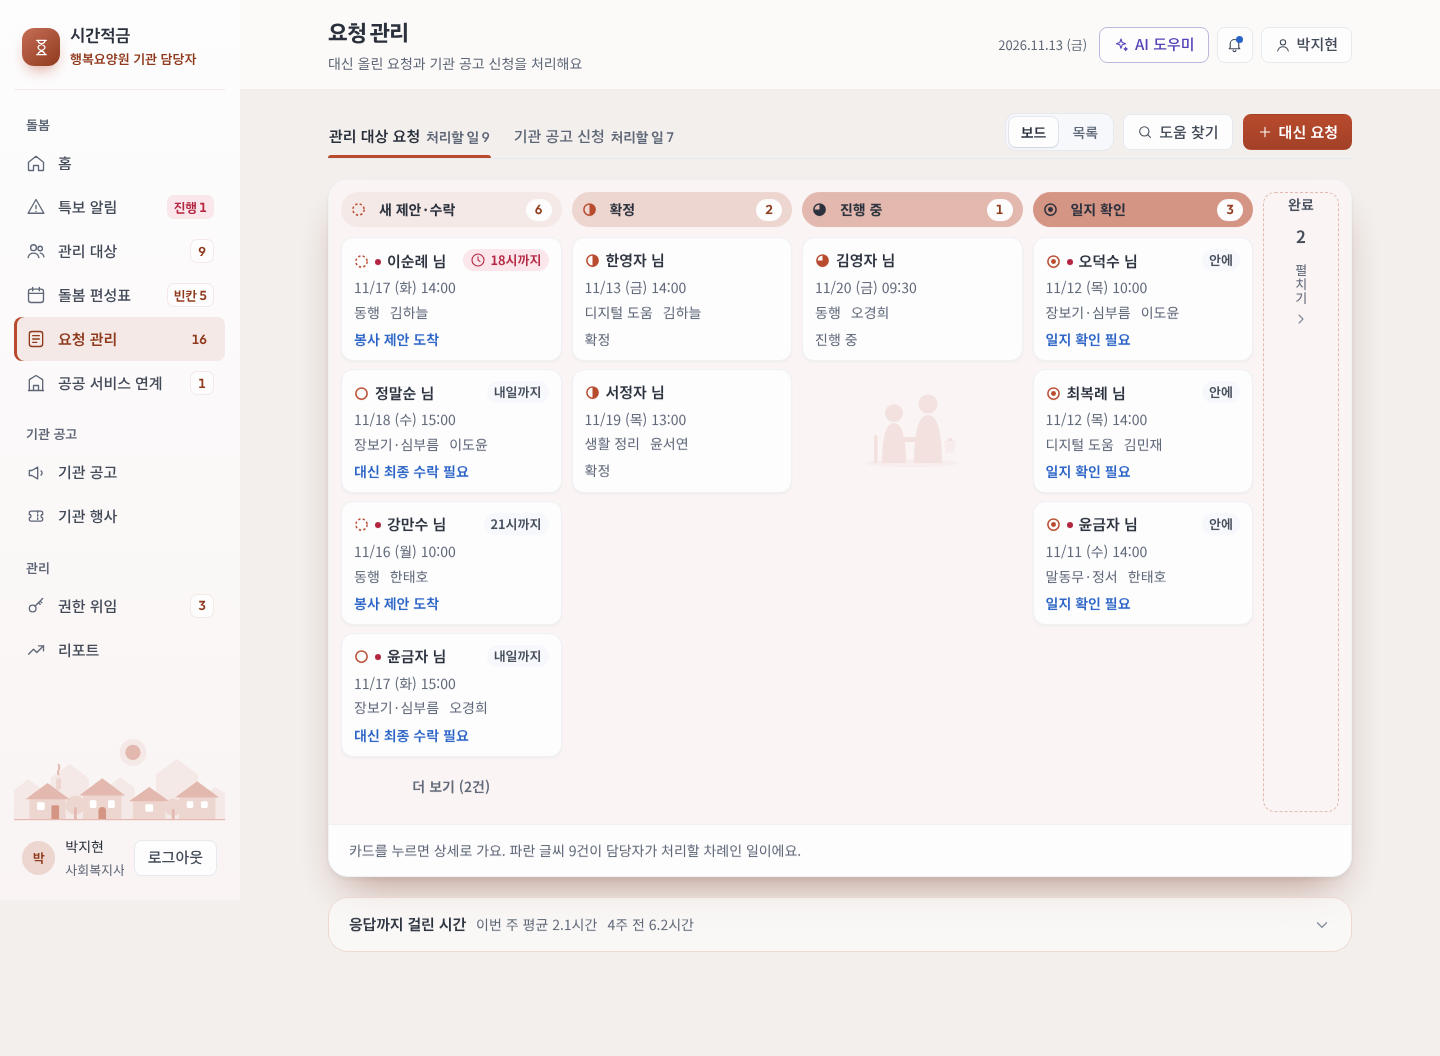 시간적금
행복요양원 기관 담당자
돌봄
홈
특보 알림 진행 1
관리 대상 9
돌봄 편성표 빈칸 5
요청 관리 16
공공 서비스 연계 1
기관 공고
기관 공고
기관 행사
관리
권한 위임 3
리포트
박
박지현
사회복지사
로그아웃
요청 관리
대신 올린 요청과 기관 공고 신청을 처리해요
2026.11.13 (금)
AI 도우미
박지현
관리 대상 요청 처리할 일 9
기관 공고 신청 처리할 일 7
보드
목록
도움 찾기
대신 요청
새 제안·수락 6
이순례 님 18시까지
11/17 (화) 14:00
동행 김하늘
봉사 제안 도착
정말순 님 내일까지
11/18 (수) 15:00
장보기·심부름 이도윤
대신 최종 수락 필요
강만수 님 21시까지
11/16 (월) 10:00
동행 한태호
봉사 제안 도착
윤금자 님 내일까지
11/17 (화) 15:00
장보기·심부름 오경희
대신 최종 수락 필요
더 보기 (2건)
확정 2
한영자 님
11/13 (금) 14:00
디지털 도움 김하늘
확정
서정자 님
11/19 (목) 13:00
생활 정리 윤서연
확정
진행 중 1
김영자 님
11/20 (금) 09:30
동행 오경희
진행 중
일지 확인 3
오덕수 님 안에
11/12 (목) 10:00
장보기·심부름 이도윤
일지 확인 필요
최복례 님 안에
11/12 (목) 14:00
디지털 도움 김민재
일지 확인 필요
윤금자 님 안에
11/11 (수) 14:00
말동무·정서 한태호
일지 확인 필요
완료
2
펼치기
카드를 누르면 상세로 가요. 파란 글씨 9건이 담당자가 처리할 차례인 일이에요.
응답까지 걸린 시간 이번 주 평균 2.1시간 4주 전 6.2시간